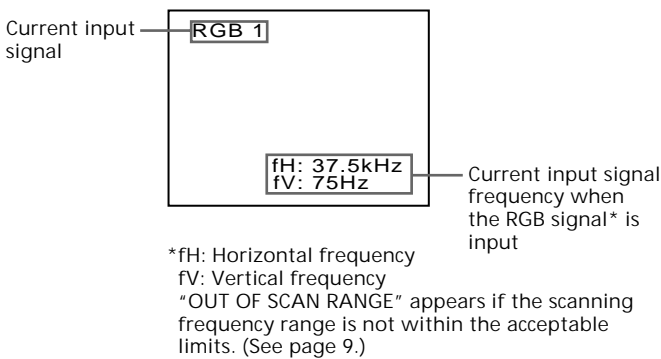 Current input
signal
RGB 1
fH: 37.5kHz
fV: 75Hz
Current input signal
frequency when
the RGB signal* is
input
*fH: Horizontal frequency
fV: Vertical frequency
“OUT OF SCAN RANGE” appears if the scanning
frequency range is not within the acceptable
limits. (See page 9.)